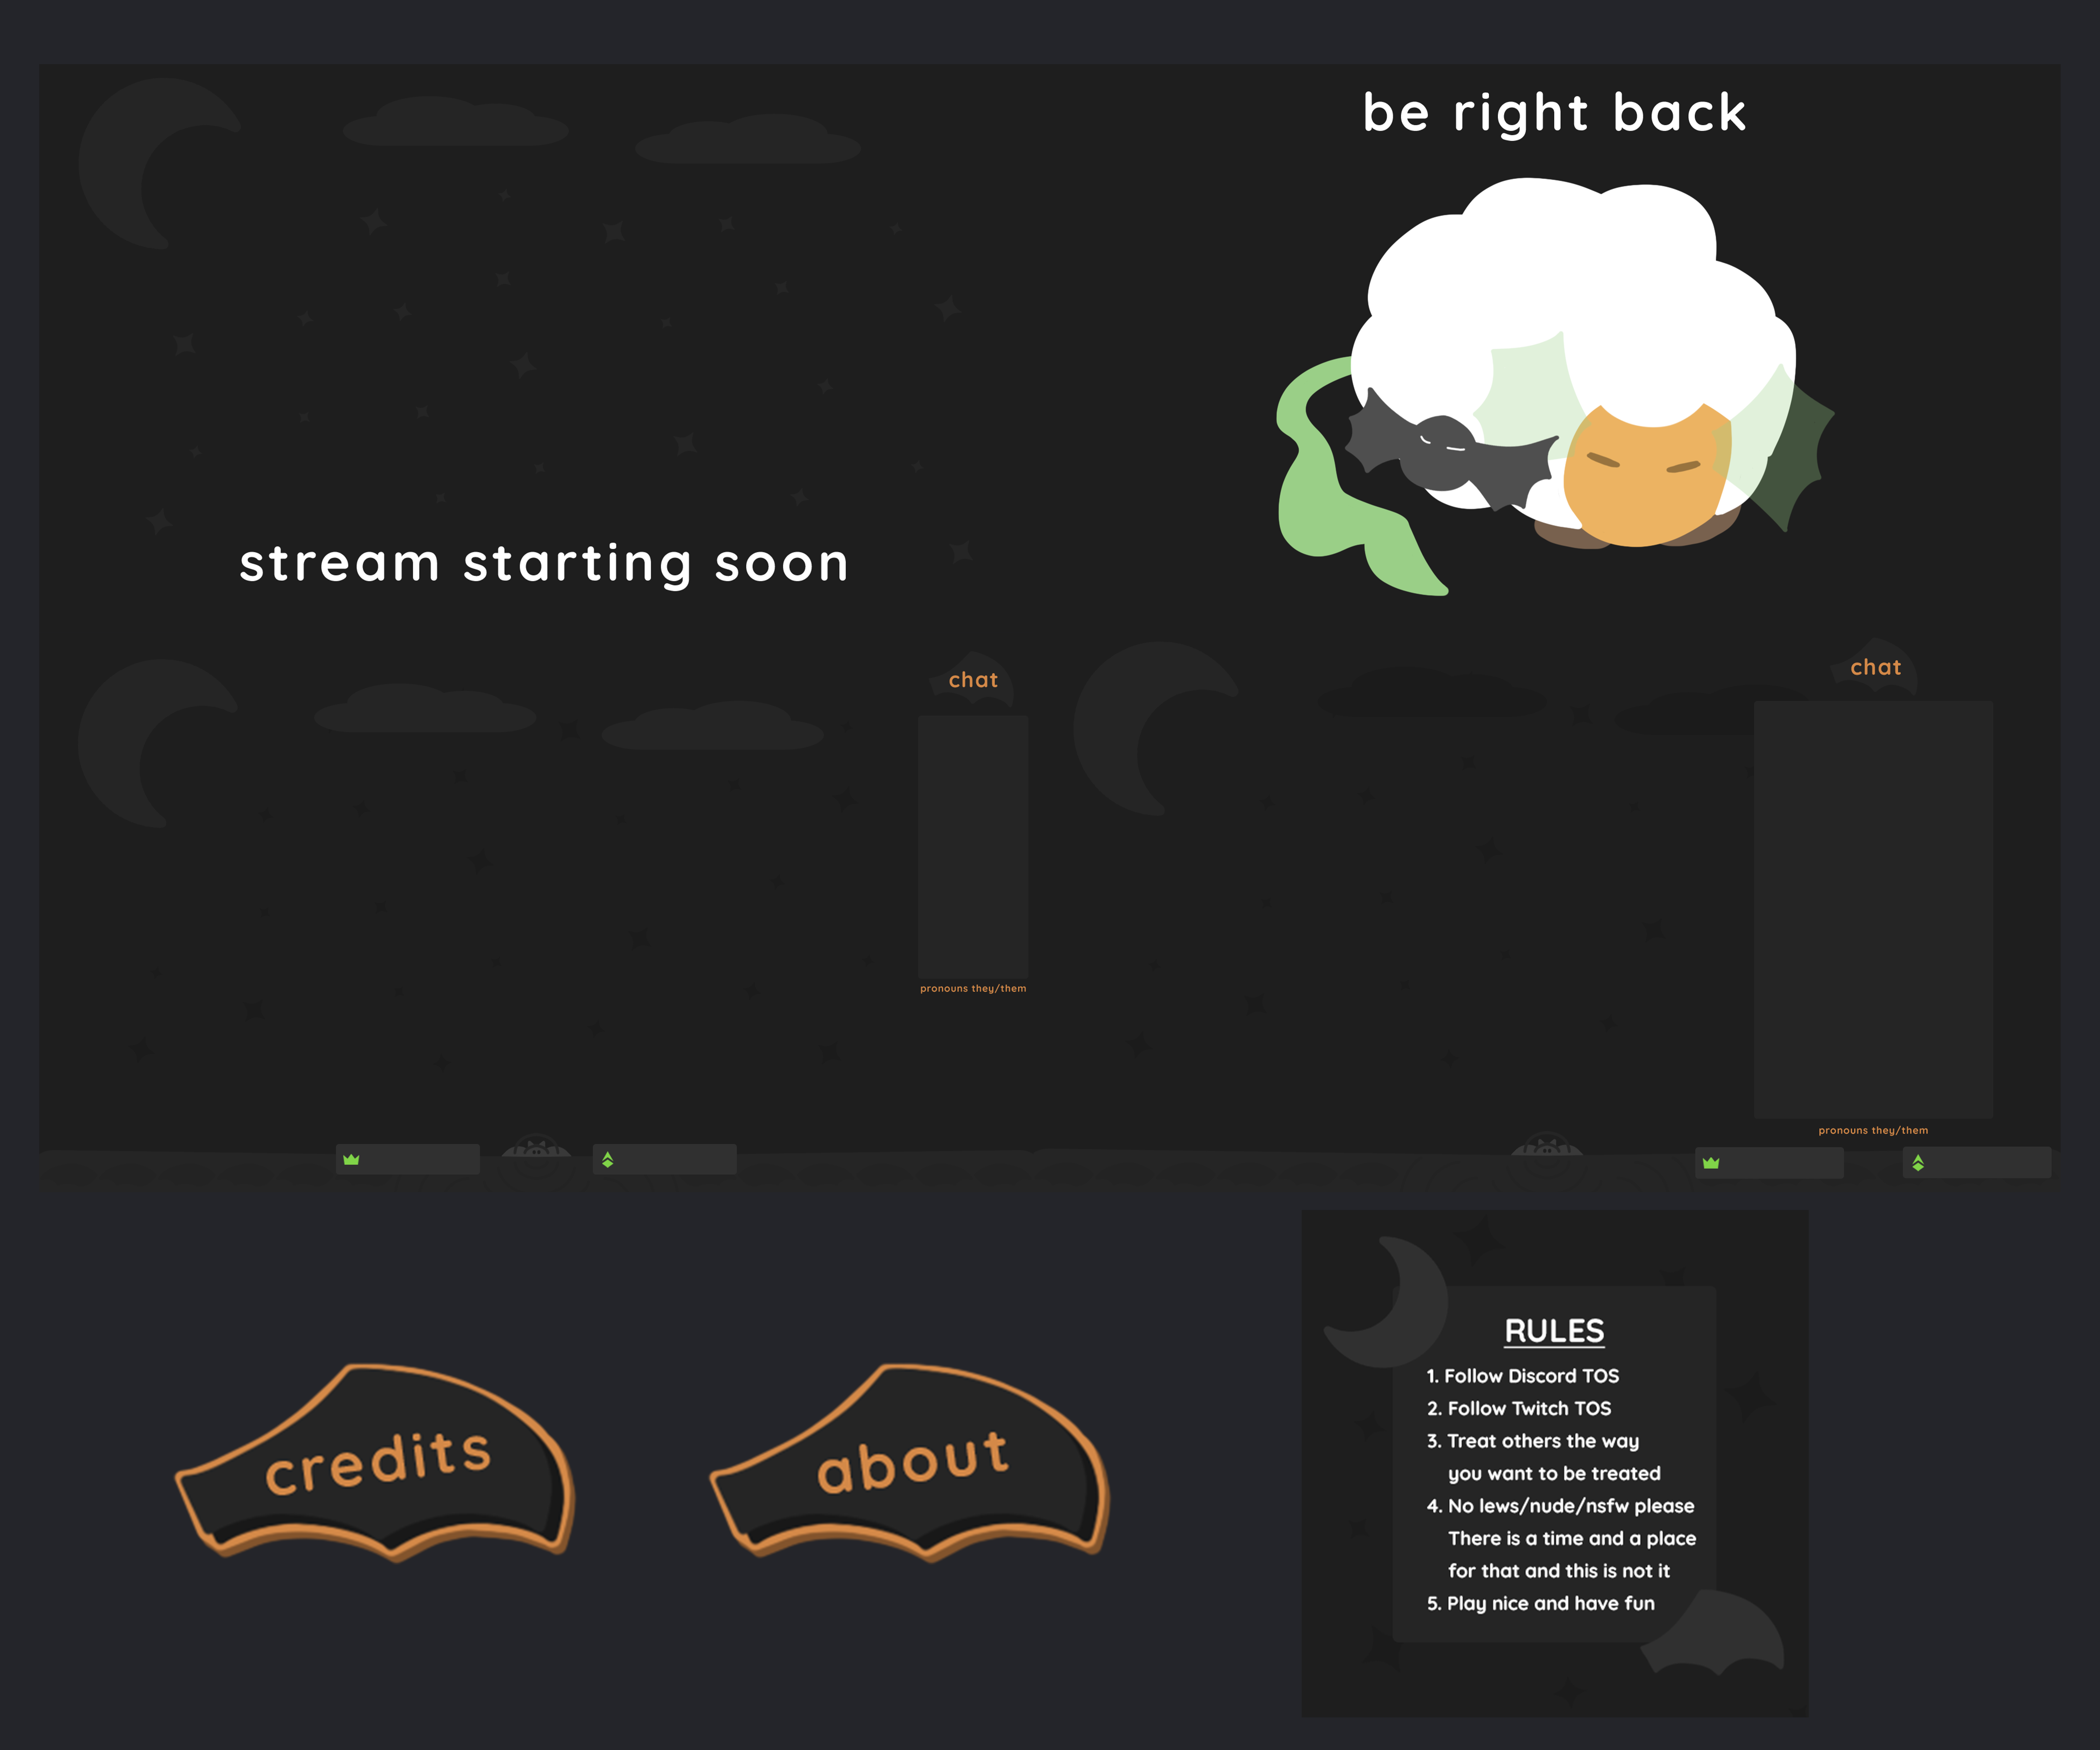 be right back
stream starting soon
chat
pronouns they/them
chat
pronouns they/them
credits
about
RULES
1. Follow Discord TOS
2. Follow Twitch TOS
3. Treat others the way
you want to be treated
4. No lews/nude/nsfw please
There is a time and a place
for that and this is not it
5. Play nice and have fun